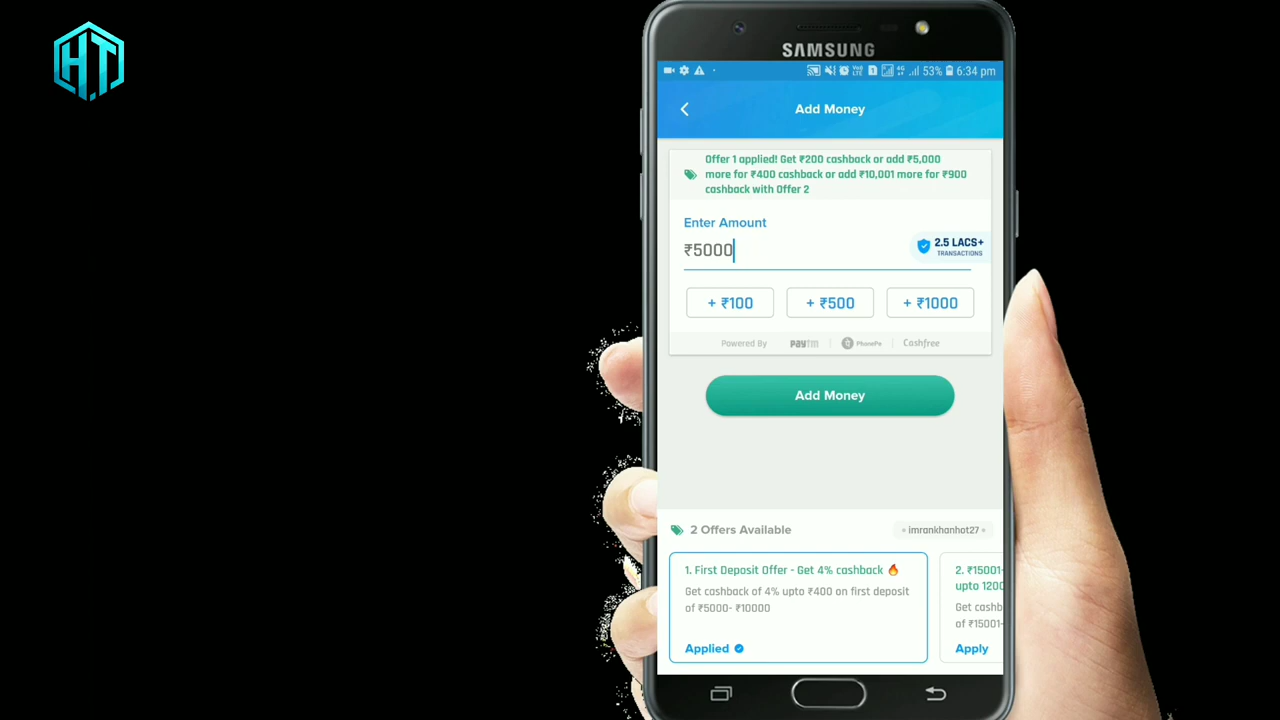 HT
SAMSUNG
53% 6:34 pm
Add Money
Offer 1 applied! Get ₹200 cashback or add ₹5,000
more for ₹400 cashback or add ₹10,001 more for ₹900
cashback with Offer 2
Enter Amount
₹5000
2.5 LACS+
TRANSACTIONS
+ ₹100
+ ₹500
+ ₹1000
Powered By paytm PhonePe Cashfree
Add Money
2 Offers Available
imrankhanhot27
1. First Deposit Offer - Get 4% cashback 🔥
Get cashback of 4% upto ₹400 on first deposit
of ₹5000- ₹10000
Applied
2. ₹15001-
upto 1200
Get cashb
of ₹15001-
Apply